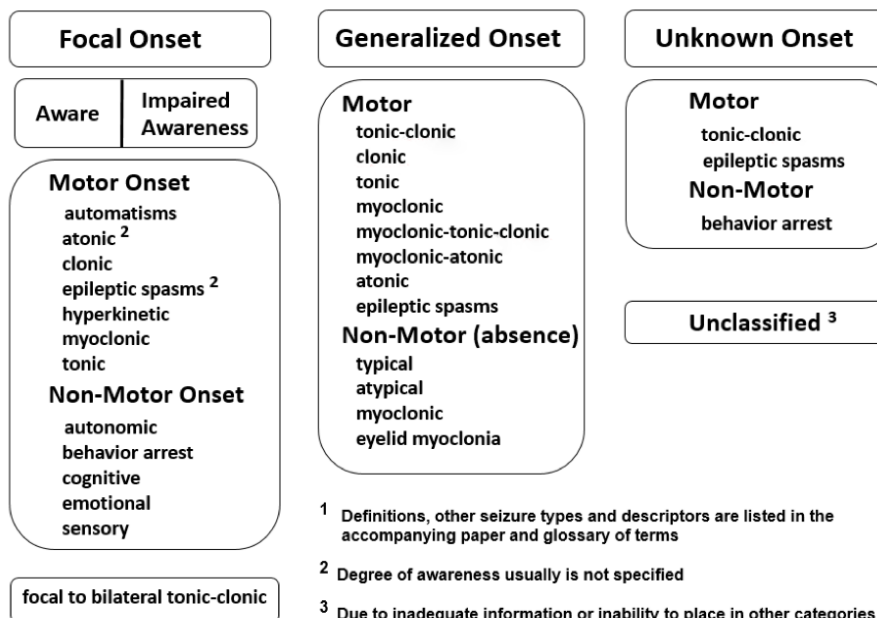 Focal Onset
Aware
Impaired
Awareness
Motor Onset
automatisms
atonic 2
clonic
epileptic spasms 2
hyperkinetic
myoclonic
tonic
Non-Motor Onset
autonomic
behavior arrest
cognitive
emotional
sensory
focal to bilateral tonic-clonic
Generalized Onset
Motor
tonic-clonic
clonic
tonic
myoclonic
myoclonic-tonic-clonic
myoclonic-atonic
atonic
epileptic spasms
Non-Motor (absence)
typical
atypical
myoclonic
eyelid myoclonia
Unknown Onset
Motor
tonic-clonic
epileptic spasms
Non-Motor
behavior arrest
Unclassified 3
1 Definitions, other seizure types and descriptors are listed in the
accompanying paper and glossary of terms
2 Degree of awareness usually is not specified
3 Due to inadequate information or inability to place in other categories